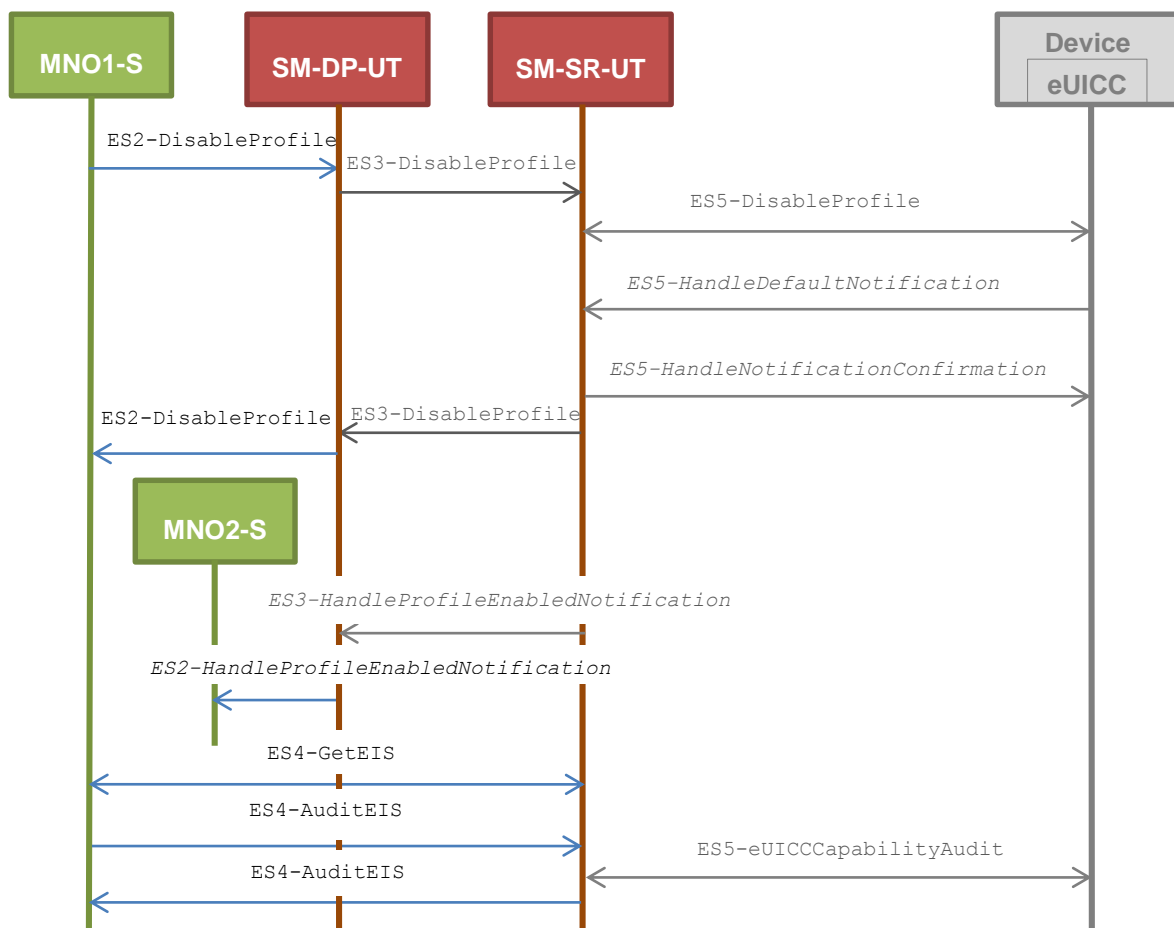 MNO1-S
SM-DP-UT
SM-SR-UT
Device
eUICC
ES2-DisableProfile
ES3-DisableProfile
ES5-DisableProfile
ES5-HandleDefaultNotification
ES5-HandleNotificationConfirmation
ES2-DisableProfile
ES3-DisableProfile
MNO2-S
ES3-HandleProfileEnabledNotification
ES2-HandleProfileEnabledNotification
ES4-GetEIS
ES4-AuditEIS
ES5-eUICCCapabilityAudit
ES4-AuditEIS